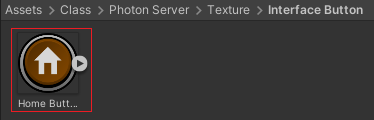 Assets > Class > Photon Server > Texture > Interface Button
Home Butt...